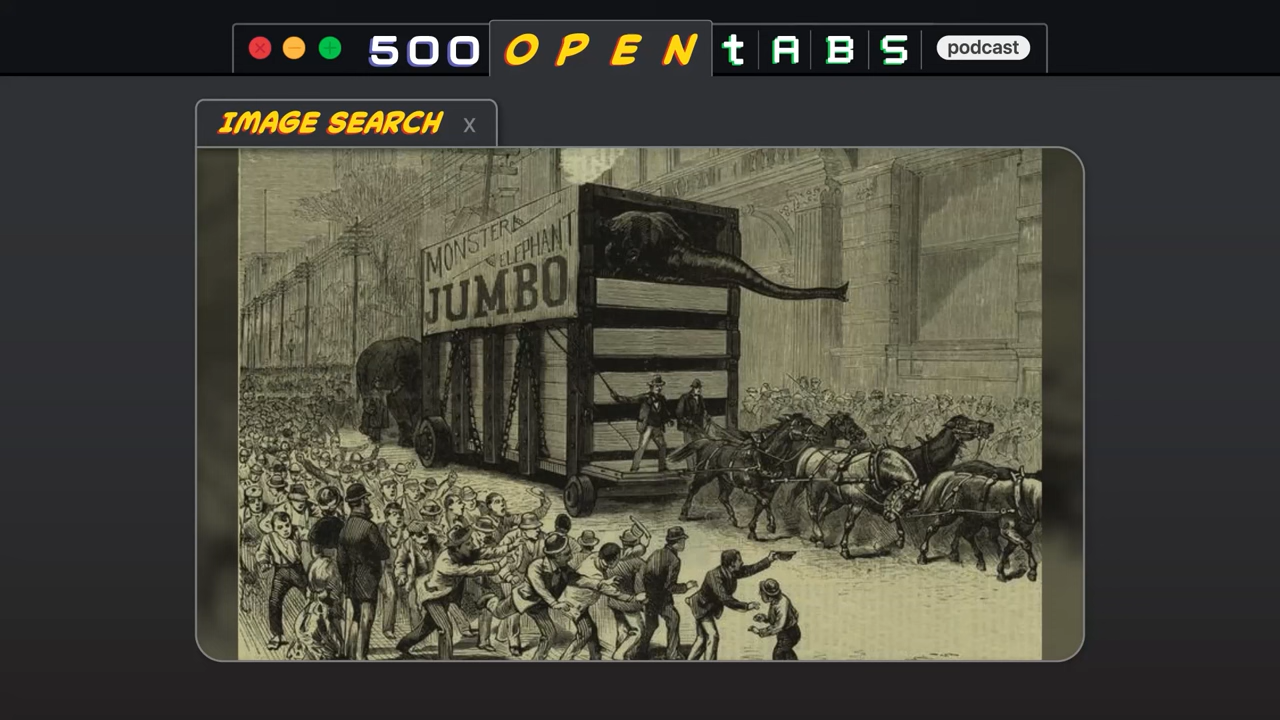 500 OPEN tABS podcast
IMAGE SEARCH x
MONSTER
ELEPHANT
JUMBO